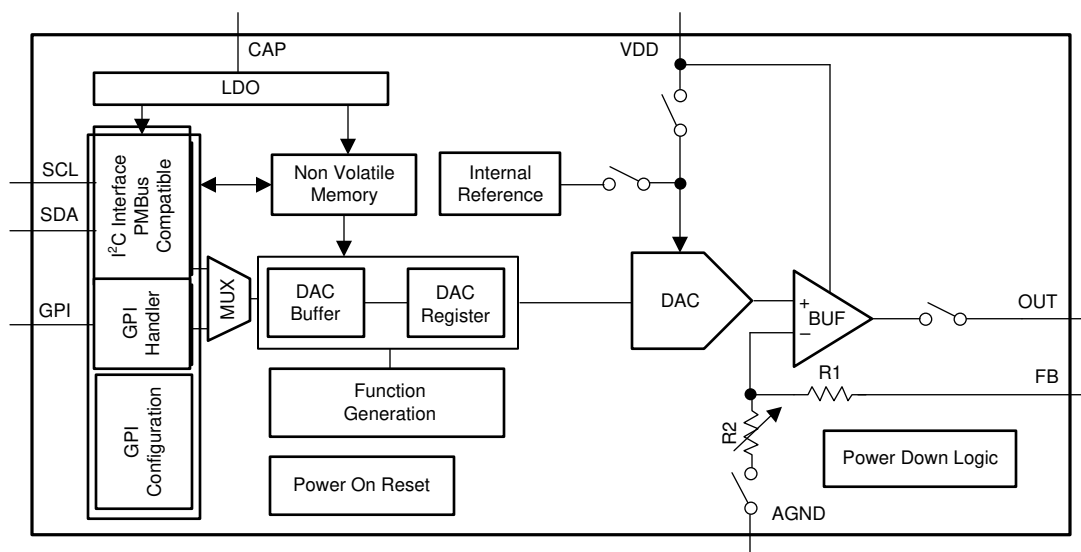 CAP
VDD
LDO
SCL
SDA
GPI
I²C Interface
PMBus
Compatible
GPI
Handler
GPI
Configuration
MUX
Non Volatile
Memory
Internal
Reference
DAC
Buffer
DAC
Register
Function
Generation
Power On Reset
DAC
+
BUF
−
OUT
R1
FB
R2
AGND
Power Down Logic